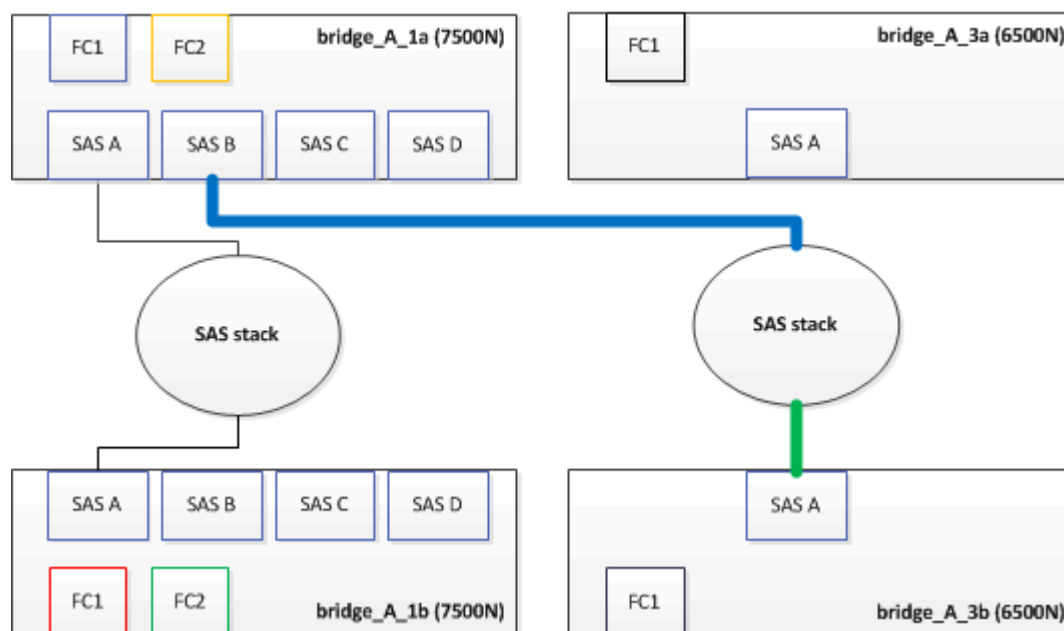 FC1 FC2 bridge_A_1a (7500N)
SAS A SAS B SAS C SAS D
bridge_A_3a (6500N)
FC1
SAS A
SAS stack
SAS stack
SAS A SAS B SAS C SAS D
FC1 FC2 bridge_A_1b (7500N)
SAS A
FC1 bridge_A_3b (6500N)